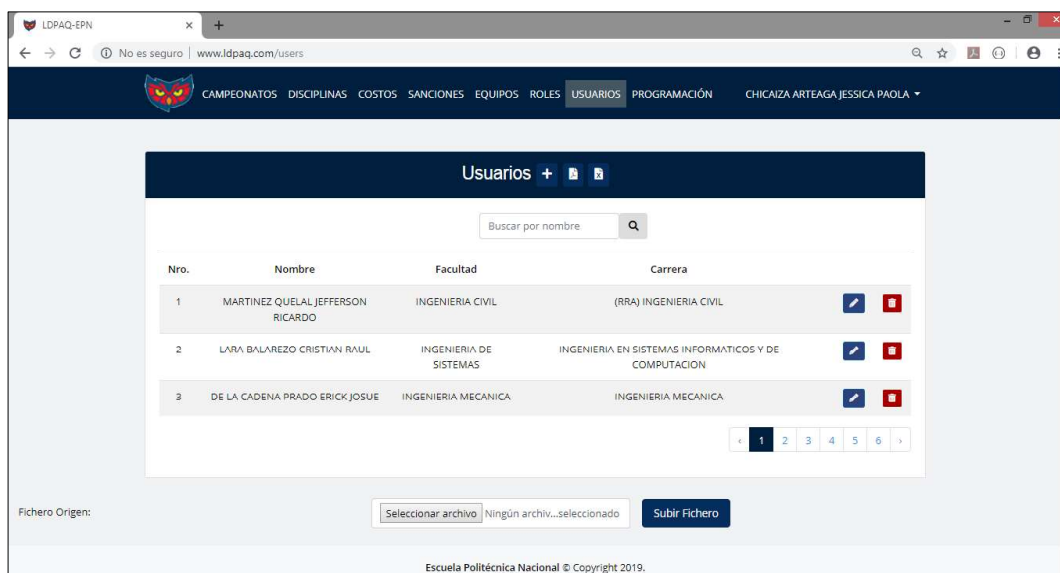 LDPAQ-EPN
No es seguro | www.ldpaq.com/users
CAMPEONATOS DISCIPLINAS COSTOS SANCIONES EQUIPOS ROLES USUARIOS PROGRAMACIÓN CHICAIZA ARTEAGA JESSICA PAOLA
Usuarios +
Buscar por nombre
Nro. Nombre Facultad Carrera
1 MARTINEZ QUELAL JEFFERSON RICARDO INGENIERIA CIVIL (RRA) INGENIERIA CIVIL
2 LARA BALAREZO CRISTIAN RAUL INGENIERIA DE SISTEMAS INGENIERIA EN SISTEMAS INFORMATICOS Y DE COMPUTACION
3 DE LA CADENA PRADO ERICK JOSUE INGENIERIA MECANICA INGENIERIA MECANICA
‹ 1 2 3 4 5 6 ›
Fichero Origen: Seleccionar archivo Ningún archiv...seleccionado Subir Fichero
Escuela Politécnica Nacional © Copyright 2019.